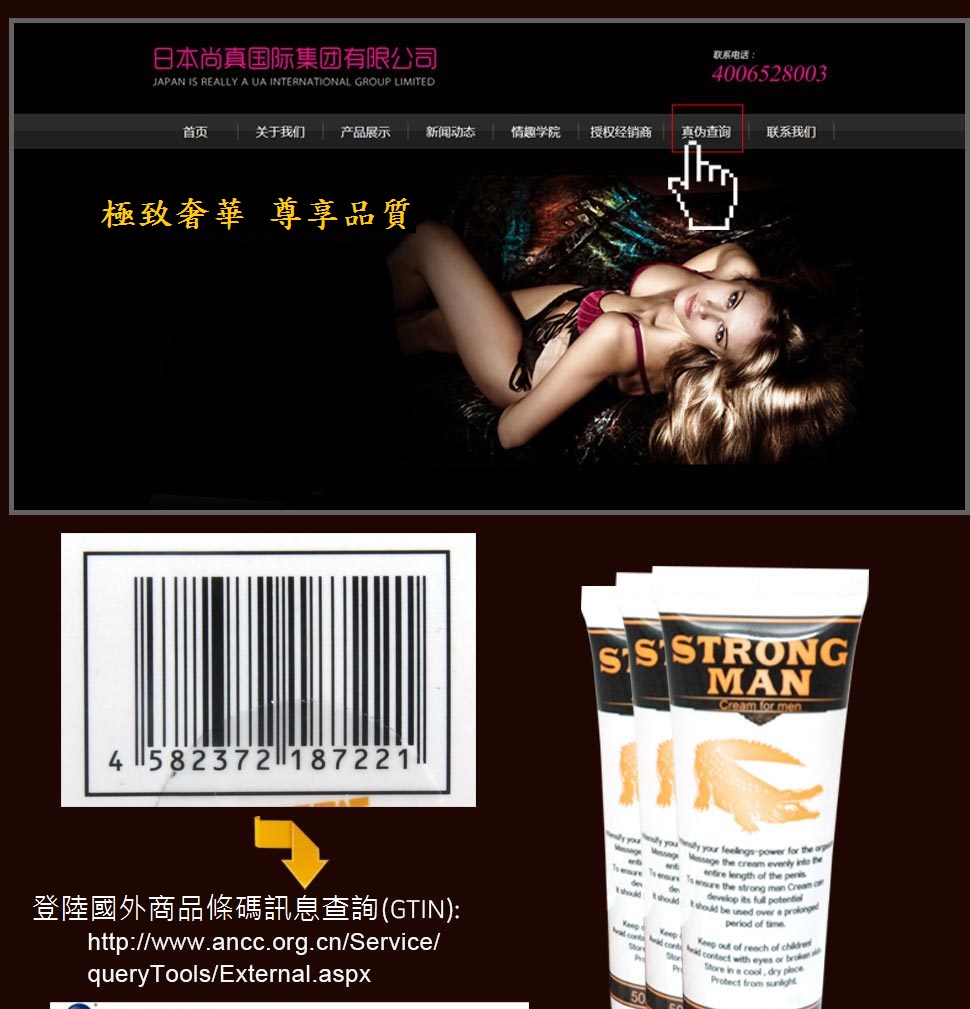 日本尚真国际集团有限公司
JAPAN IS REALLY A UA INTERNATIONAL GROUP LIMITED
联系电话：
4006528003
首页 关于我们 产品展示 新闻动态 情趣学院 授权经销商 真伪查询 联系我们
極致奢華 尊享品質
4 582372 187221
登陸國外商品條碼訊息查詢(GTIN):
http://www.ancc.org.cn/Service/
queryTools/External.aspx
STRONG
MAN
Cream for men
your feelings-power for the
Message the cream evenly into the
entire length of the penis.
To ensure the strong man Cream can
develop its full potential
It should be used over a prolonged
period of time.
Keep out of reach of children
Avoid contact with eyes or broken skin.
Store in a cool , dry place.
Protect from sunlight.